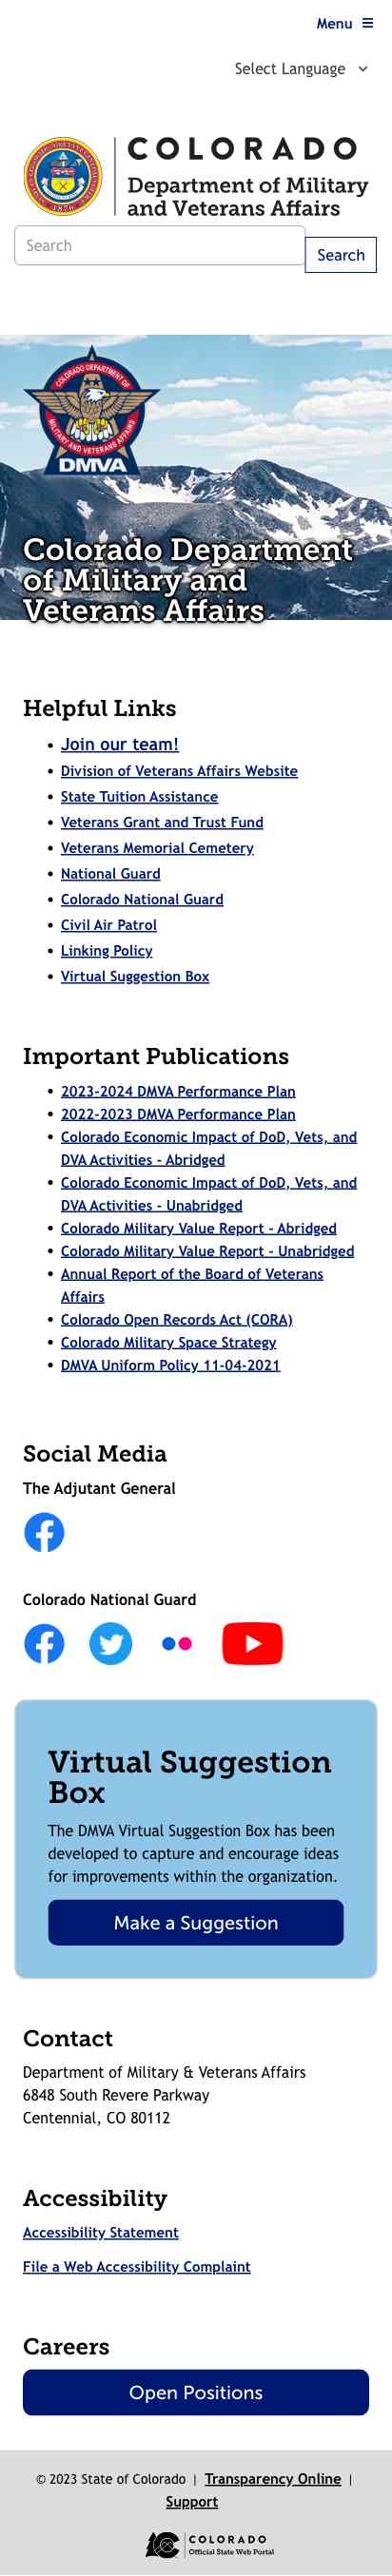 Menu
Select Language
COLORADO
Department of Military
and Veterans Affairs
1876
Search
Search
COLORADO DEPARTMENT OF
MILITARY AND VETERANS AFFAIRS
DMVA
Colorado Department
of Military and
Veterans Affairs
Helpful Links
Join our team!
Division of Veterans Affairs Website
State Tuition Assistance
Veterans Grant and Trust Fund
Veterans Memorial Cemetery
National Guard
Colorado National Guard
Civil Air Patrol
Linking Policy
Virtual Suggestion Box
Important Publications
2023-2024 DMVA Performance Plan
2022-2023 DMVA Performance Plan
Colorado Economic Impact of DoD, Vets, and
DVA Activities - Abridged
Colorado Economic Impact of DoD, Vets, and
DVA Activities - Unabridged
Colorado Military Value Report - Abridged
Colorado Military Value Report - Unabridged
Annual Report of the Board of Veterans
Affairs
Colorado Open Records Act (CORA)
Colorado Military Space Strategy
DMVA Uniform Policy 11-04-2021
Social Media
The Adjutant General
Colorado National Guard
Virtual Suggestion
Box
The DMVA Virtual Suggestion Box has been
developed to capture and encourage ideas
for improvements within the organization.
Make a Suggestion
Contact
Department of Military & Veterans Affairs
6848 South Revere Parkway
Centennial, CO 80112
Accessibility
Accessibility Statement
File a Web Accessibility Complaint
Careers
Open Positions
© 2023 State of Colorado | Transparency Online |
Support
COLORADO
Official State Web Portal